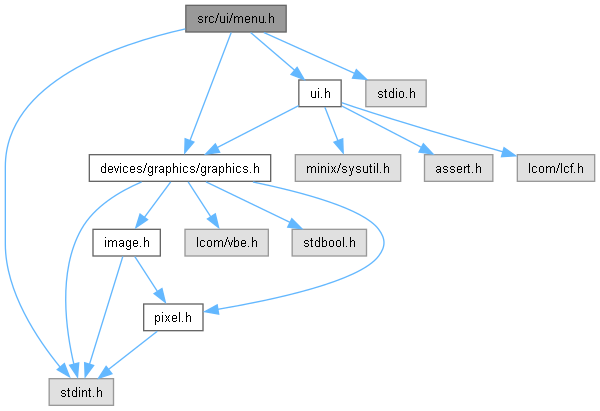 src/ui/menu.h
ui.h
stdio.h
devices/graphics/graphics.h
minix/sysutil.h
assert.h
lcom/lcf.h
image.h
lcom/vbe.h
stdbool.h
pixel.h
stdint.h